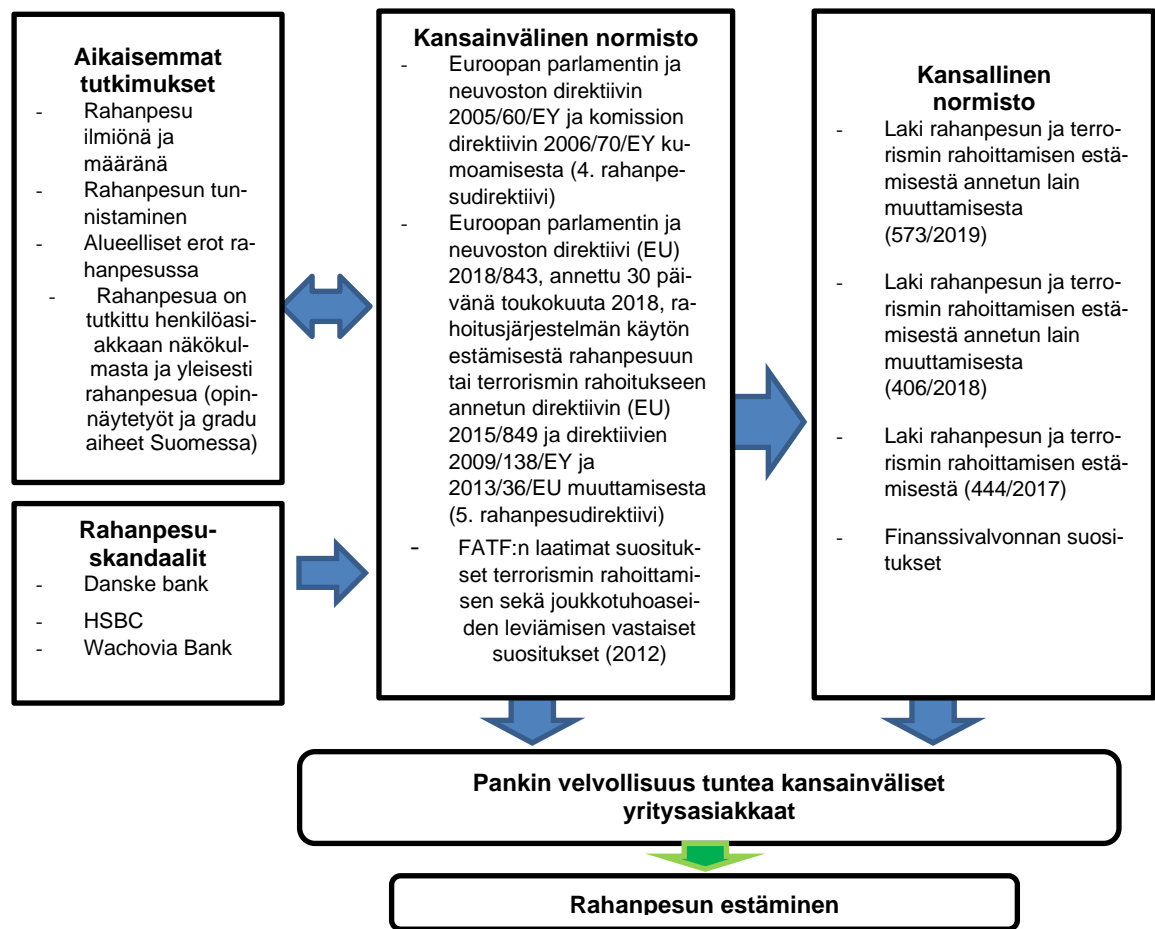 Aikaisemmat
tutkimukset
- Rahanpesu
ilmiönä ja
määränä
- Rahanpesun tun-
nistaminen
- Alueelliset erot ra-
hanpesussa
- Rahanpesua on
tutkittu henkilöasi-
akkaan näkökul-
masta ja yleisesti
rahanpesua (opin-
näytetyöt ja gradu
aiheet Suomessa)
Rahanpesu-
skandaalit
- Danske bank
- HSBC
- Wachovia Bank
Kansainvälinen normisto
- Euroopan parlamentin ja
neuvoston direktiivin
2005/60/EY ja komission
direktiivin 2006/70/EY ku-
moamisesta (4. rahanpe-
sudirektiivi)
- Euroopan parlamentin ja
neuvoston direktiivi (EU)
2018/843, annettu 30 päi-
vänä toukokuuta 2018, ra-
hoitusjärjestelmän käytön
estämisestä rahanpesuun
tai terrorismin rahoitukseen
annetun direktiivin (EU)
2015/849 ja direktiivien
2009/138/EY ja
2013/36/EU muuttamisesta
(5. rahanpesudirektiivi)
- FATF:n laatimat suosituk-
set terrorismin rahoittami-
sen sekä joukkotuhoasei-
den leviämisen vastaiset
suositukset (2012)
Kansallinen
normisto
- Laki rahanpesun ja terro-
rismin rahoittamisen estä-
misestä annetun lain
muuttamisesta
(573/2019)
- Laki rahanpesun ja terro-
rismin rahoittamisen estä-
misestä annetun lain
muuttamisesta
(406/2018)
- Laki rahanpesun ja terro-
rismin rahoittamisen estä-
misestä (444/2017)
- Finanssivalvonnan suosi-
tukset
Pankin velvollisuus tuntea kansainväliset
yritysasiakkaat
Rahanpesun estäminen